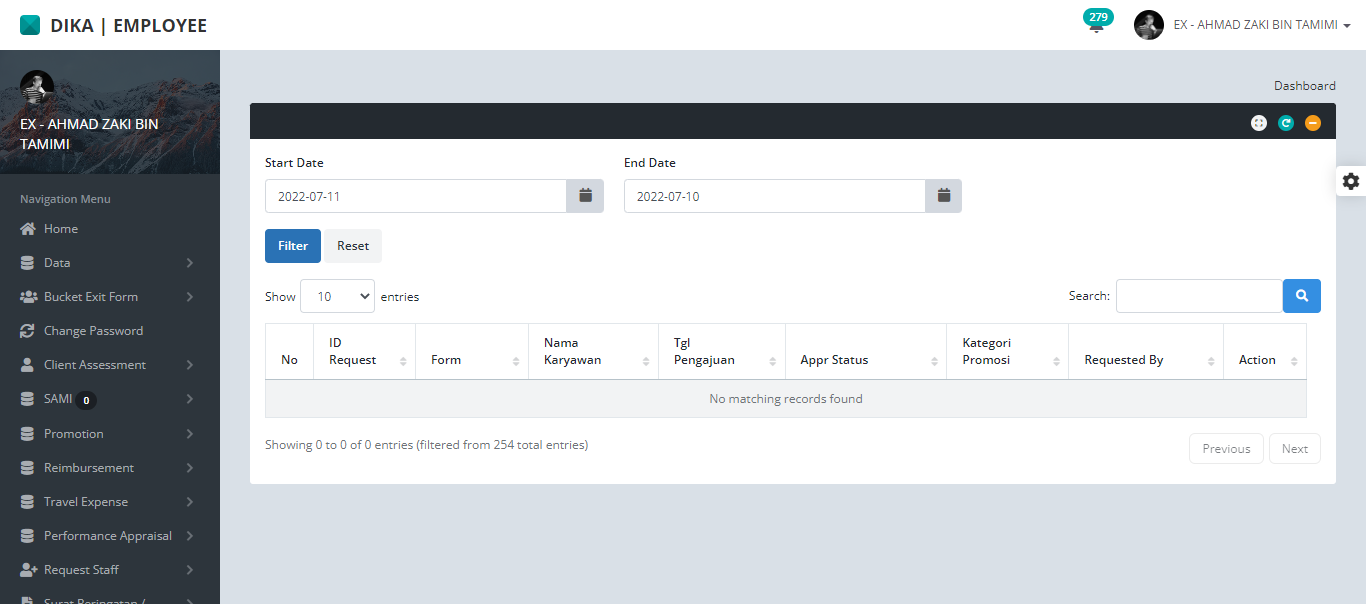 DIKA | EMPLOYEE
279
EX - AHMAD ZAKI BIN TAMIMI
EX - AHMAD ZAKI BIN
TAMIMI
Navigation Menu
Home
Data
Bucket Exit Form
Change Password
Client Assessment
SAMI 0
Promotion
Reimbursement
Travel Expense
Performance Appraisal
Request Staff
Surat Peringatan /
Dashboard
Start Date
End Date
2022-07-11
2022-07-10
Filter
Reset
Show 10 entries
Search:
No
ID
Request
Form
Nama
Karyawan
Tgl
Pengajuan
Appr Status
Kategori
Promosi
Requested By
Action
No matching records found
Showing 0 to 0 of 0 entries (filtered from 254 total entries)
Previous
Next